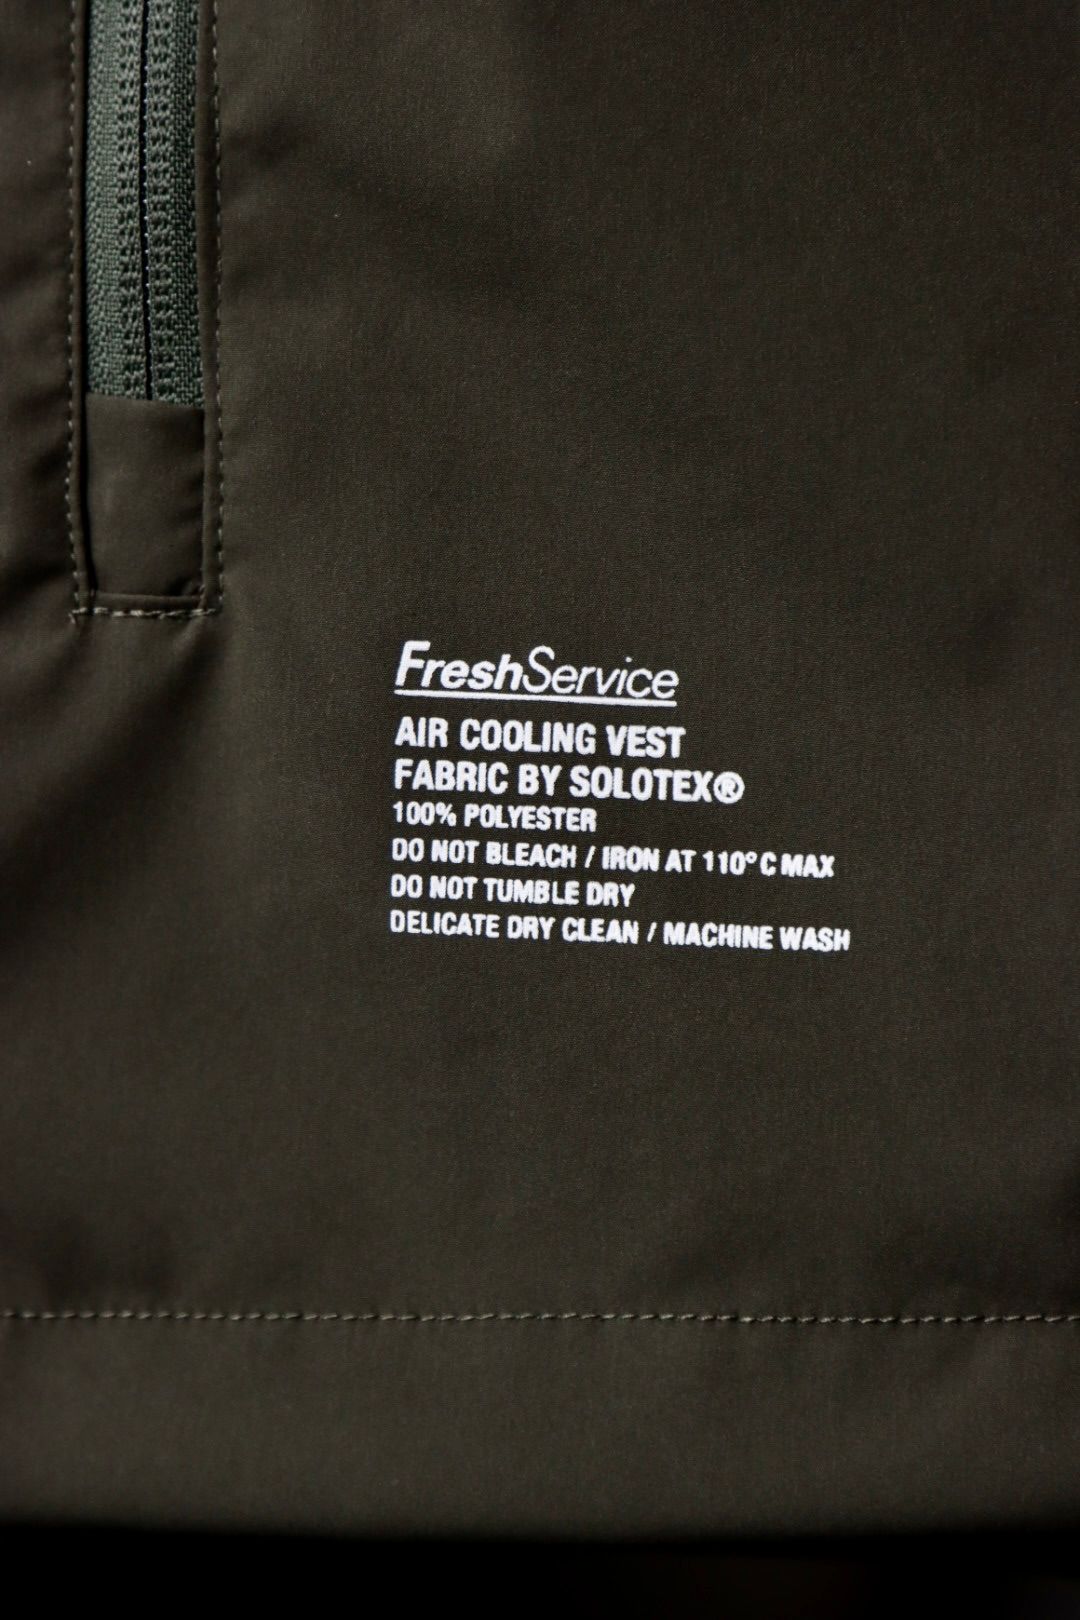 FreshService
AIR COOLING VEST
FABRIC BY SOLOTEX®
100% POLYESTER
DO NOT BLEACH / IRON AT 110°C MAX
DO NOT TUMBLE DRY
DELICATE DRY CLEAN / MACHINE WASH